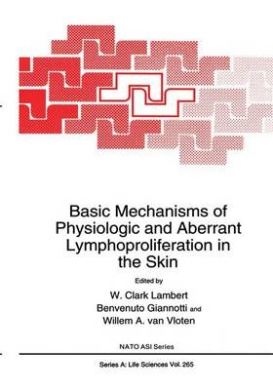 Basic Mechanisms of
Physiologic and Aberrant
Lymphoproliferation in
the Skin
Edited by
W. Clark Lambert
Benvenuto Giannotti and
Willem A. van Vloten
NATO ASI Series
Series A: Life Sciences Vol. 265